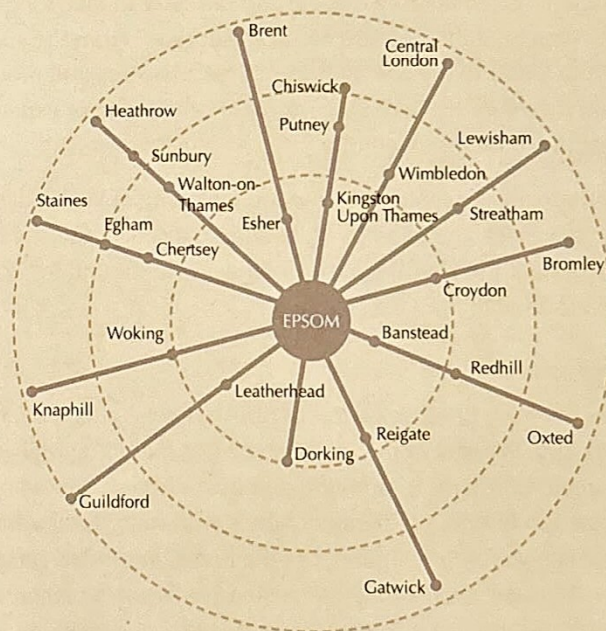 Brent
Central
London
Chiswick
Heathrow
Putney
Lewisham
Sunbury
Wimbledon
Staines
Walton-on-
Thames
Kingston
Upon Thames
Streatham
Egham
Esher
Chertsey
Bromley
Croydon
EPSOM
Woking
Banstead
Redhill
Leatherhead
Knaphill
Reigate
Oxted
Dorking
Guildford
Gatwick